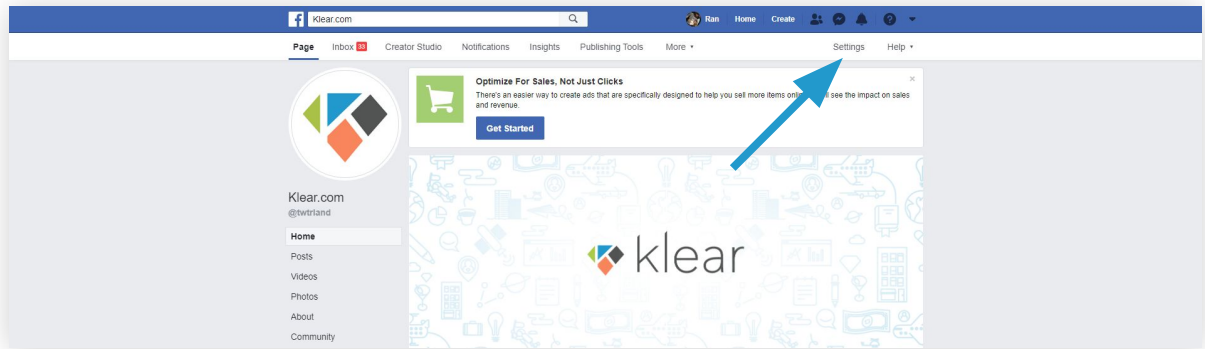 Klear.com
Ran Home Create
Page Inbox 33 Creator Studio Notifications Insights Publishing Tools More Settings Help
Optimize For Sales, Not Just Clicks
There's an easier way to create ads that are specifically designed to help you sell more items onli see the impact on sales
and revenue.
Get Started
Klear.com
@twtrland
Home
Posts
Videos
Photos
About
Community
klear